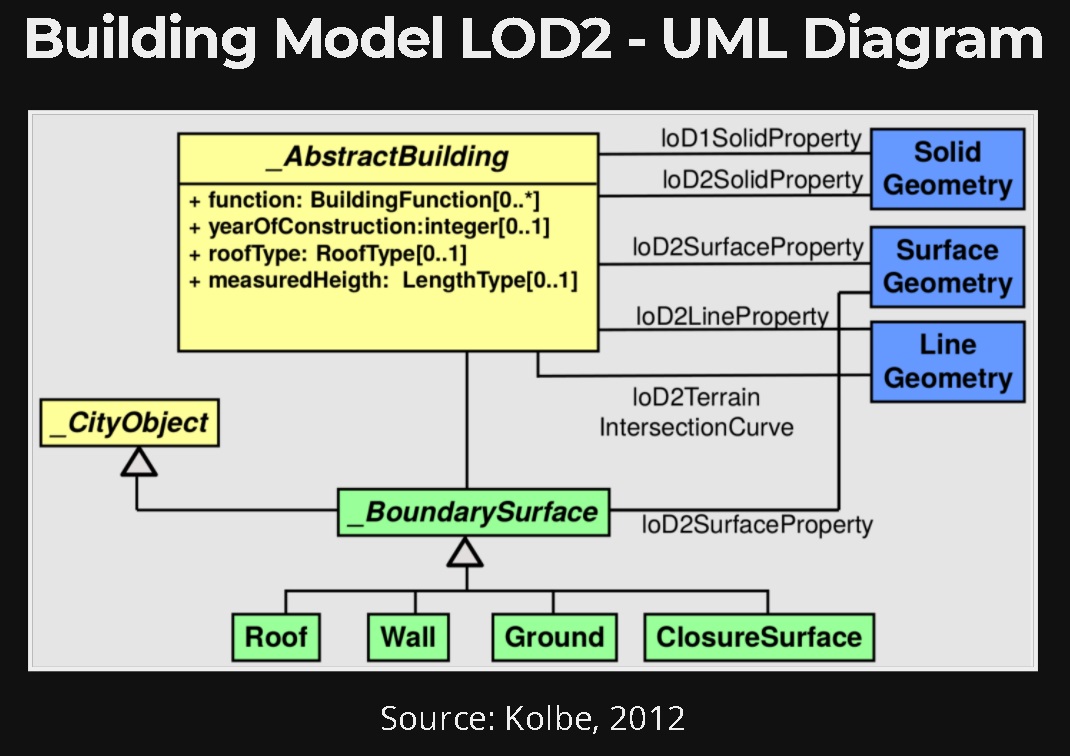 Building Model LOD2 - UML Diagram
_AbstractBuilding
+ function: BuildingFunction[0..*]
+ yearOfConstruction:integer[0..1]
+ roofType: RoofType[0..1]
+ measuredHeigth: LengthType[0..1]
loD1SolidProperty
loD2SolidProperty
Solid
Geometry
loD2SurfaceProperty
Surface
Geometry
loD2LineProperty
Line
Geometry
loD2Terrain
IntersectionCurve
_CityObject
_BoundarySurface
loD2SurfaceProperty
Roof
Wall
Ground
ClosureSurface
Source: Kolbe, 2012